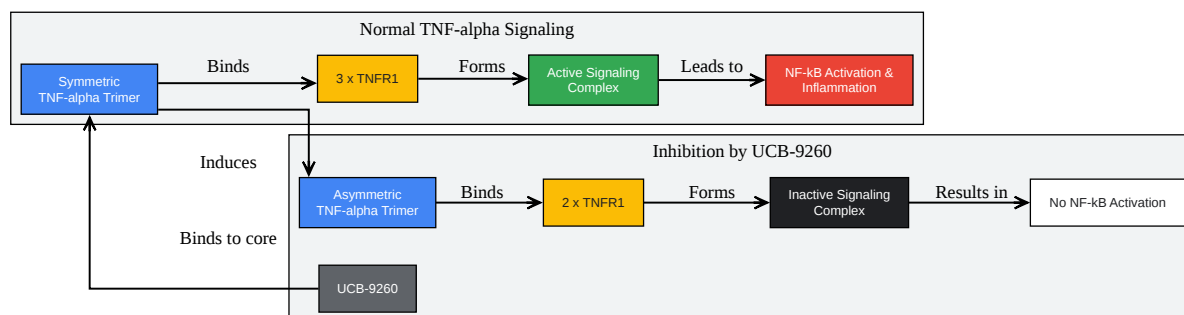 Normal TNF-alpha Signaling
Symmetric
TNF-alpha Trimer
Binds
3 x TNFR1
Forms
Active Signaling
Complex
Leads to
NF-kB Activation &
Inflammation
Induces
Inhibition by UCB-9260
Asymmetric
TNF-alpha Trimer
Binds
2 x TNFR1
Forms
Inactive Signaling
Complex
Results in
No NF-kB Activation
Binds to core
UCB-9260